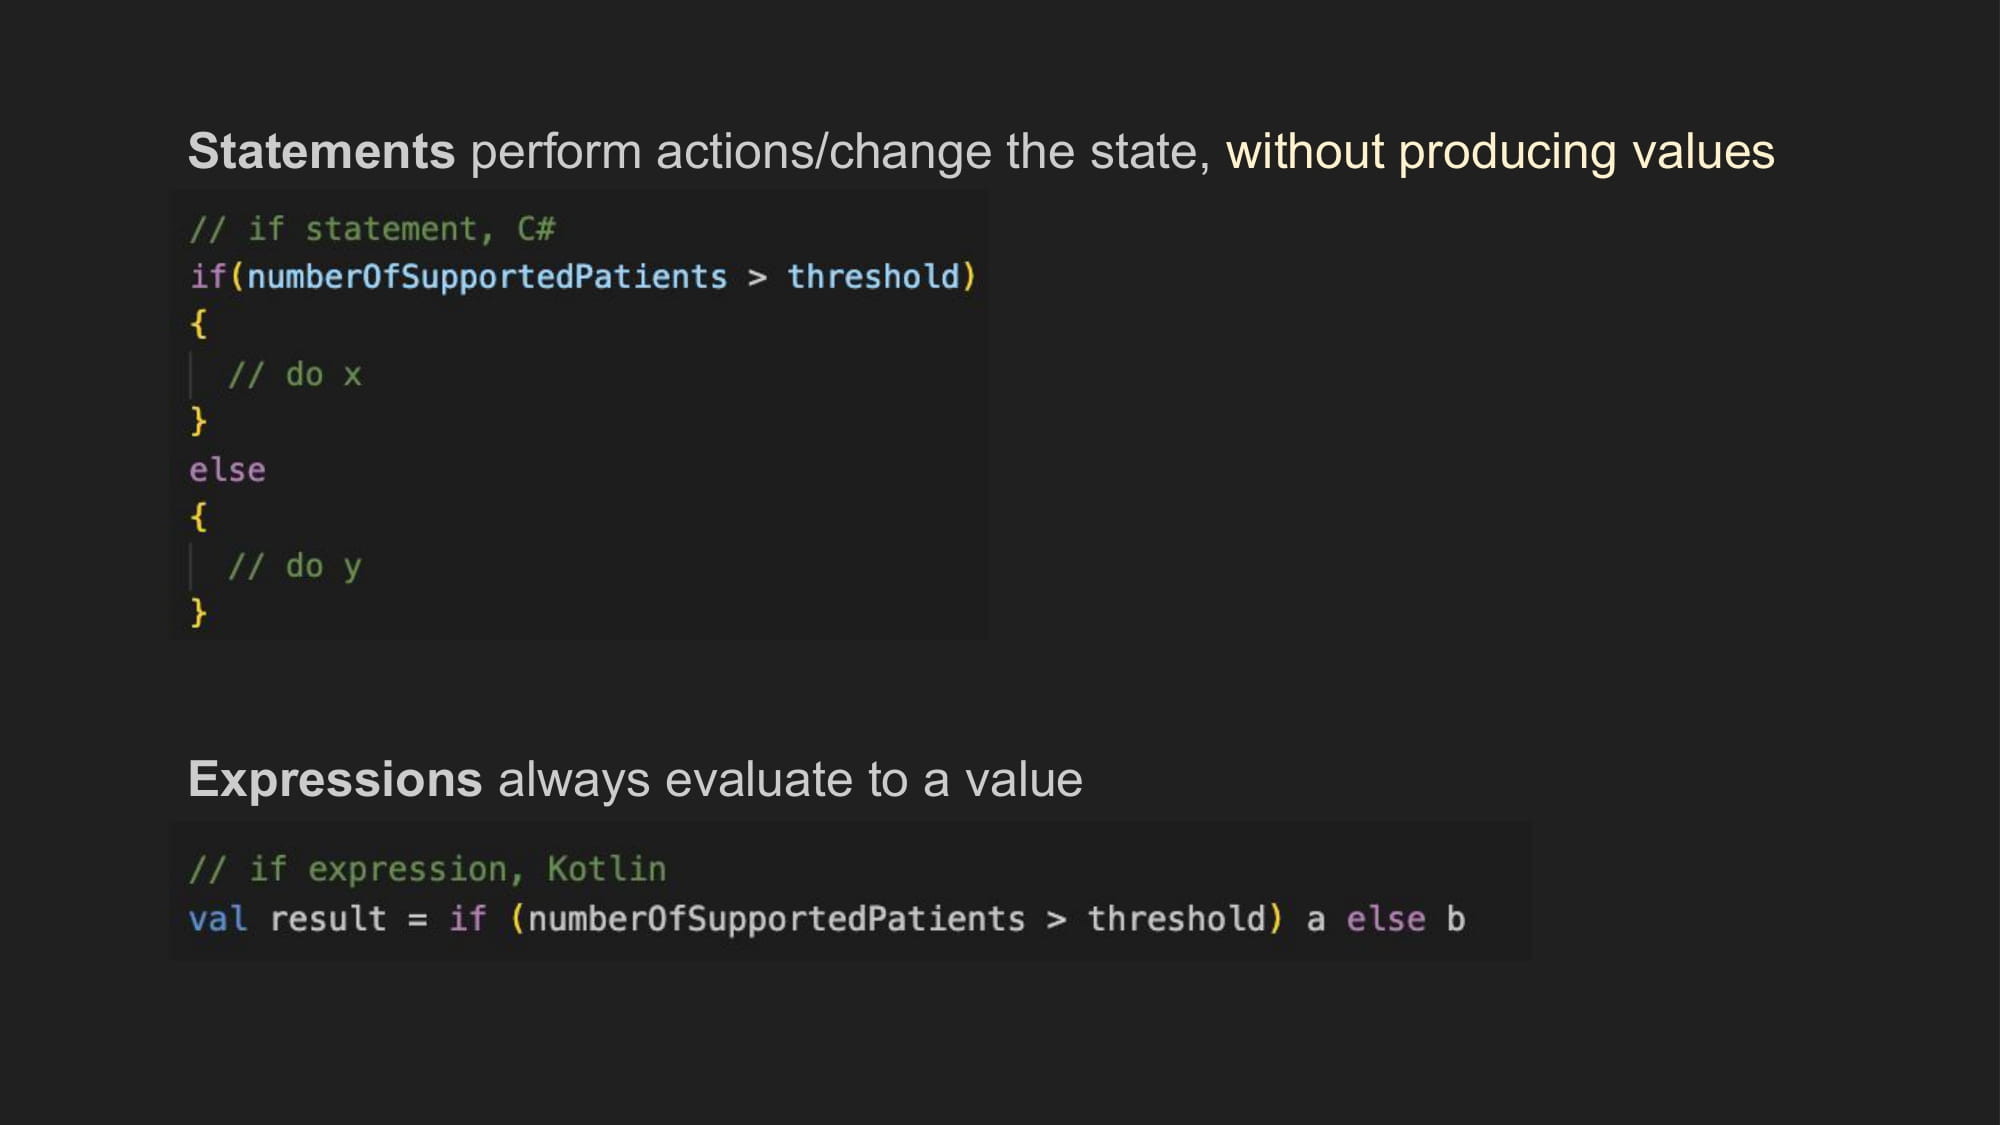 Statements perform actions/change the state, without producing values
// if statement, C#
if(numberOfSupportedPatients > threshold)
{
// do x
}
else
{
// do y
}
Expressions always evaluate to a value
// if expression, Kotlin
val result = if (numberOfSupportedPatients > threshold) a else b